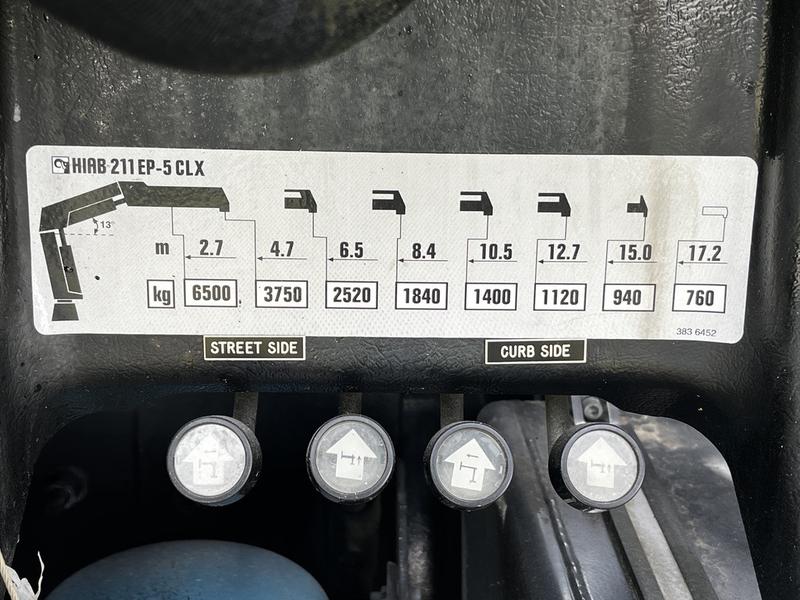 HIAB 211 EP-5 CLX
13°
m 2.7 4.7 6.5 8.4 10.5 12.7 15.0 17.2
kg 6500 3750 2520 1840 1400 1120 940 760
383 6452
STREET SIDE CURB SIDE